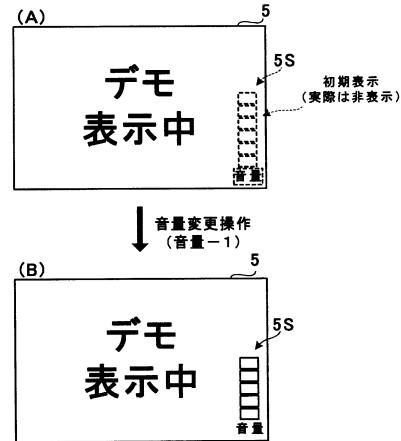 (A)
5
デモ
表示中
5S
初期表示
(実際は非表示)
音量
音量変更操作
(音量－1)
(B)
5
デモ
表示中
5S
音量